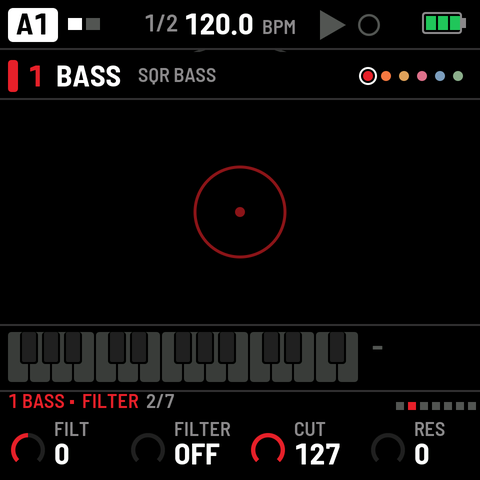 A1 1/2 120.0 BPM
1 BASS SQR BASS
-
1 BASS · FILTER 2/7
FILT FILTER CUT RES
0 OFF 127 0